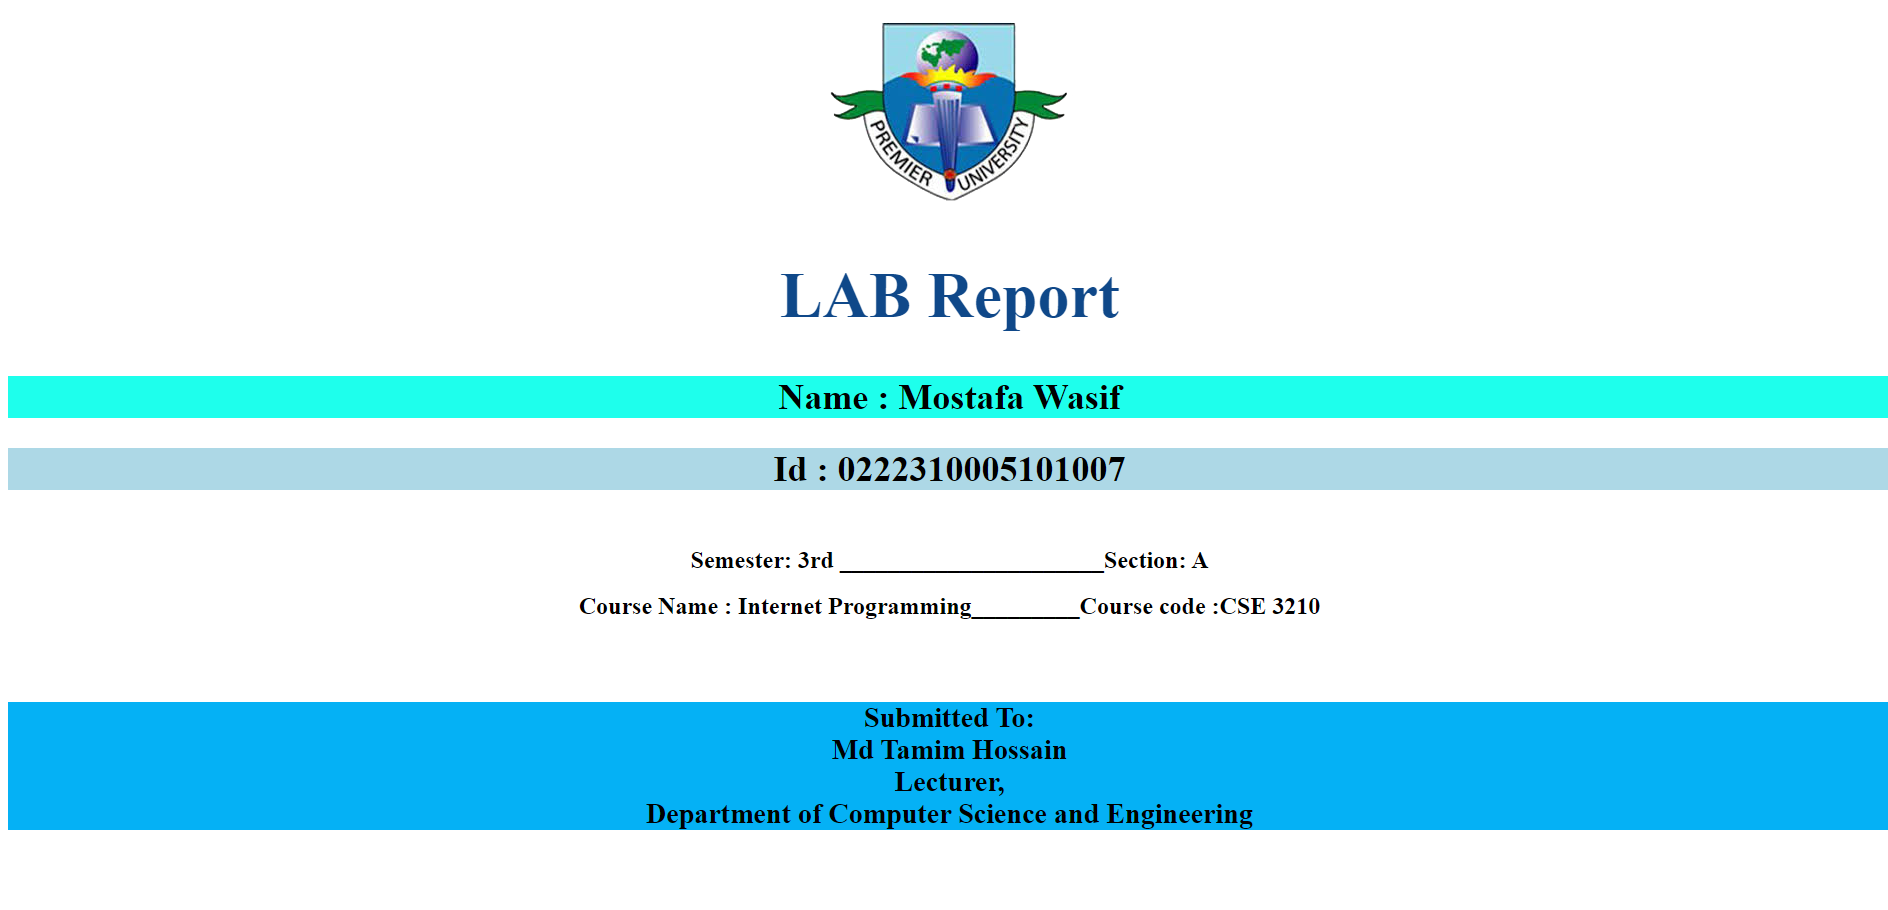 PREMIER UNIVERSITY
LAB Report
Name : Mostafa Wasif
Id : 0222310005101007
Semester: 3rd ______________________Section: A
Course Name : Internet Programming_________Course code :CSE 3210
Submitted To:
Md Tamim Hossain
Lecturer,
Department of Computer Science and Engineering